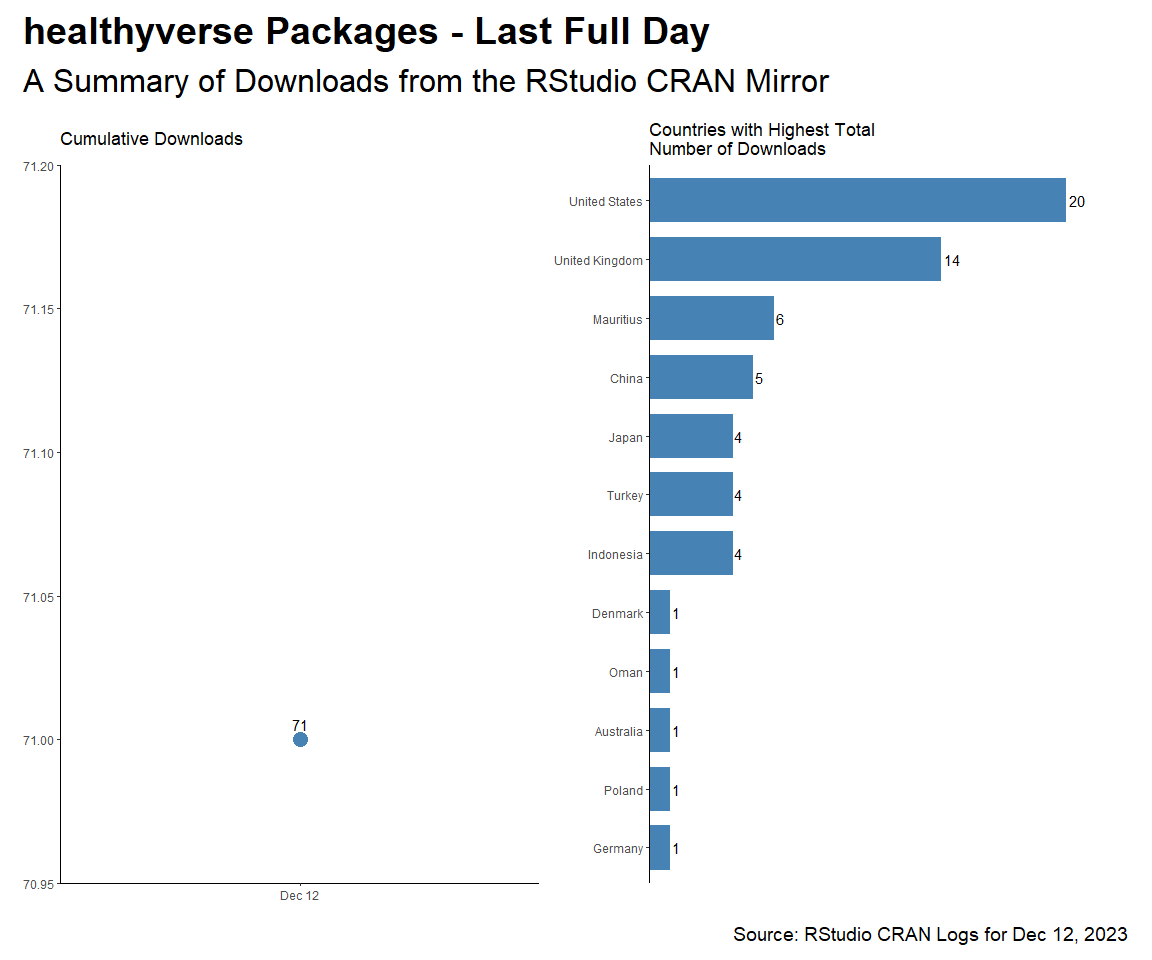 healthyverse Packages - Last Full Day
A Summary of Downloads from the RStudio CRAN Mirror
Cumulative Downloads
71.20
71.15
71.10
71.05
71.00
70.95
71
Dec 12
Countries with Highest Total
Number of Downloads
United States 20
United Kingdom 14
Mauritius 6
China 5
Japan 4
Turkey 4
Indonesia 4
Denmark 1
Oman 1
Australia 1
Poland 1
Germany 1
Source: RStudio CRAN Logs for Dec 12, 2023